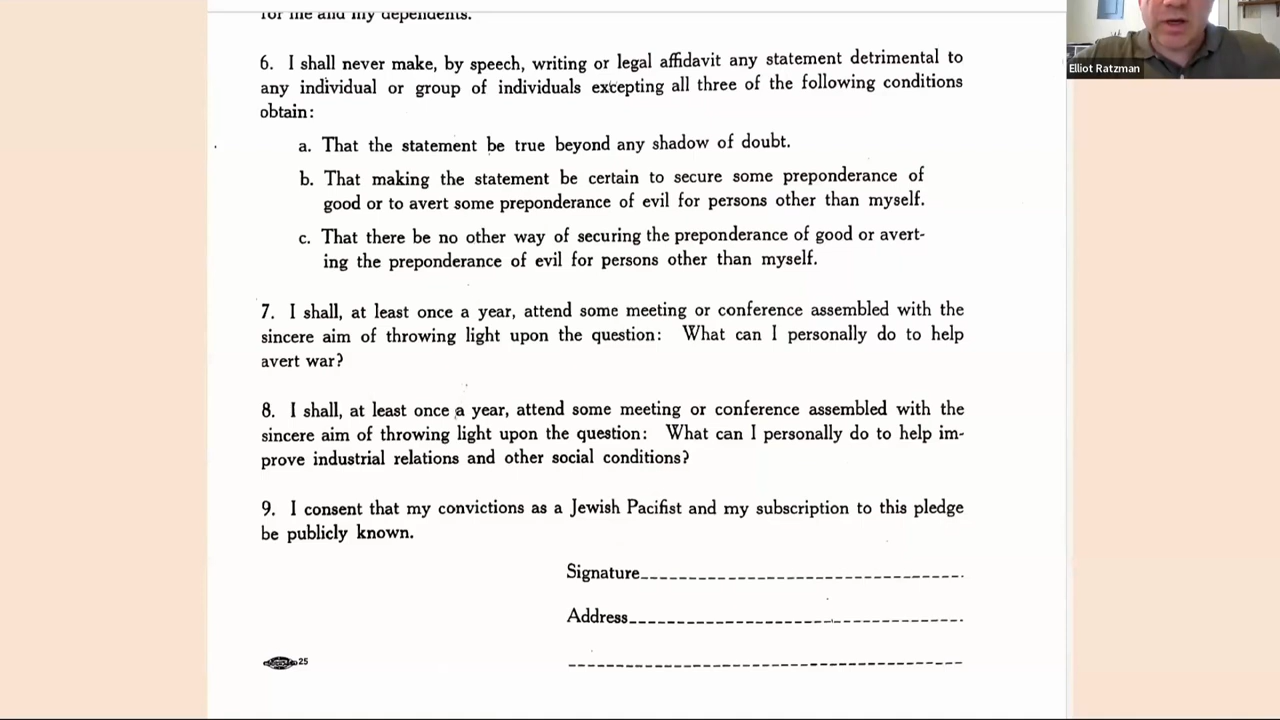 for me and my dependents.
6. I shall never make, by speech, writing or legal affidavit any statement detrimental to
any individual or group of individuals excepting all three of the following conditions
obtain:
a. That the statement be true beyond any shadow of doubt.
b. That making the statement be certain to secure some preponderance of
good or to avert some preponderance of evil for persons other than myself.
c. That there be no other way of securing the preponderance of good or avert-
ing the preponderance of evil for persons other than myself.
7. I shall, at least once a year, attend some meeting or conference assembled with the
sincere aim of throwing light upon the question: What can I personally do to help
avert war?
8. I shall, at least once a year, attend some meeting or conference assembled with the
sincere aim of throwing light upon the question: What can I personally do to help im-
prove industrial relations and other social conditions?
9. I consent that my convictions as a Jewish Pacifist and my subscription to this pledge
be publicly known.
Signature
Address
25
Elliot Ratzman